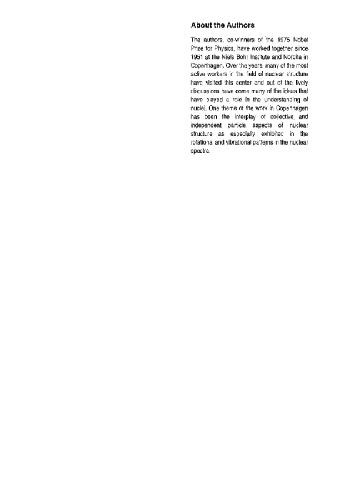 About the Authors
The authors, co-winners of the 1975 Nobel
Prize for Physics, have worked together since
1951 at the Niels Bohr Institute and Nordita in
Copenhagen. Over the years many of the most
active workers in the field of nuclear structure
have visited this center and out of the lively
discussions have come many of the ideas that
have played a role in the understanding of
nuclei. One theme of the work in Copenhagen
has been the interplay of collective and
independent particle aspects of nuclear
structure as especially exhibited in the
rotational and vibrational patterns in the nuclear
spectra.